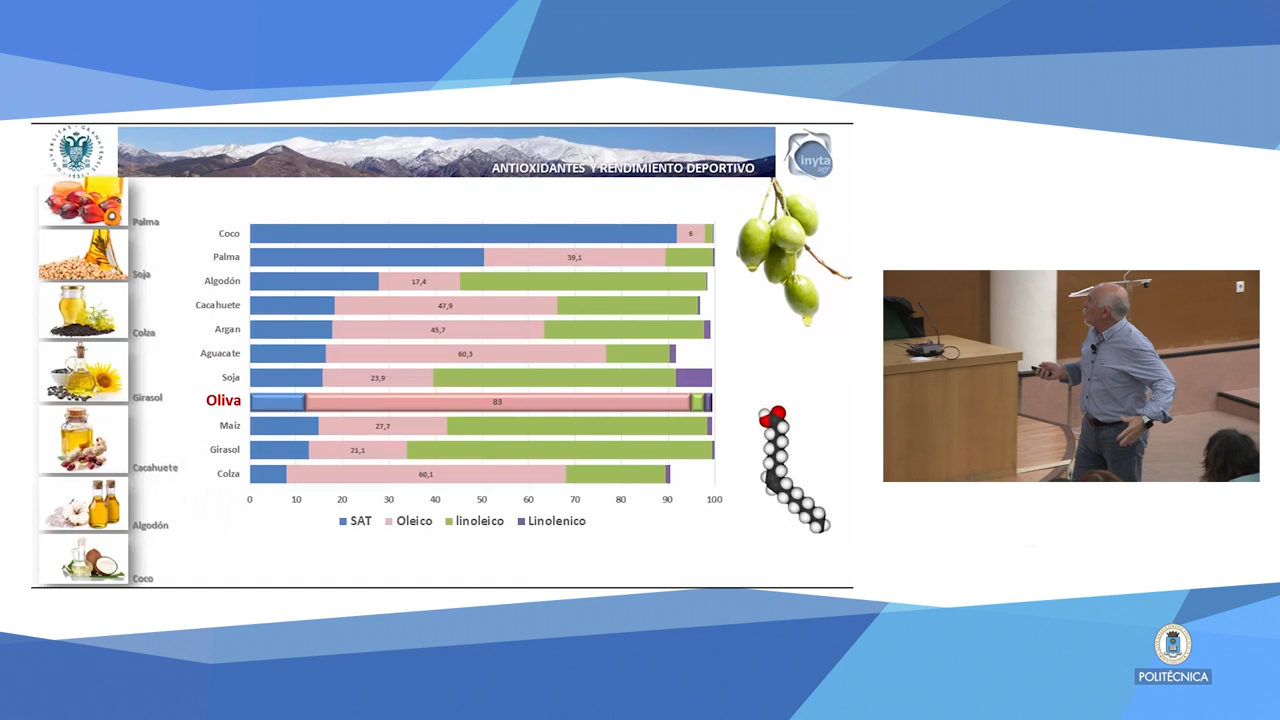 ANTIOXIDANTES Y RENDIMIENTO DEPORTIVO
inyta
Palma
Soja
Colza
Girasol
Cacahuete
Algodón
Coco
Coco
6
Palma
39,1
Algodón
17,4
Cacahuete
47,9
Argan
45,7
Aguacate
60,3
Soja
23,9
Oliva
83
Maiz
27,7
Girasol
21,1
Colza
60,1
0 10 20 30 40 50 60 70 80 90 100
SAT Oleico linoleico Linolenico
POLITÉCNICA